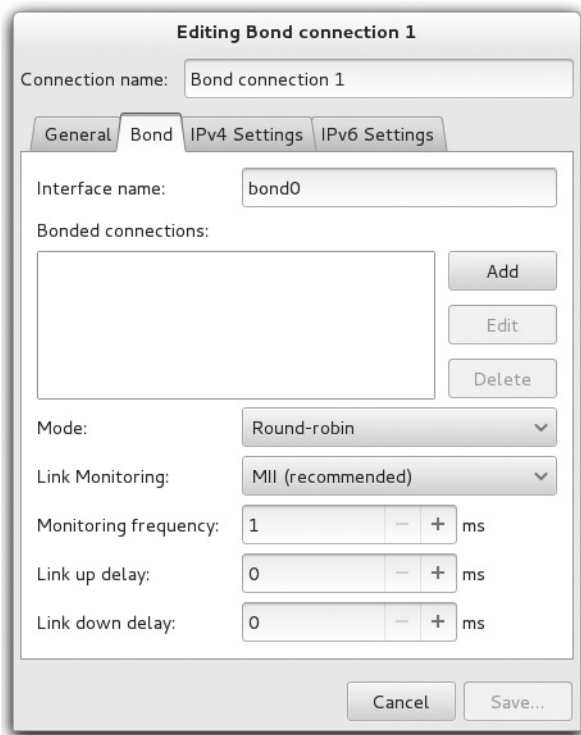 Editing Bond connection 1
Connection name: Bond connection 1
General Bond IPv4 Settings IPv6 Settings
Interface name: bond0
Bonded connections:
Add
Edit
Delete
Mode: Round-robin
Link Monitoring: MII (recommended)
Monitoring frequency: 1 − + ms
Link up delay: 0 − + ms
Link down delay: 0 − + ms
Cancel Save...